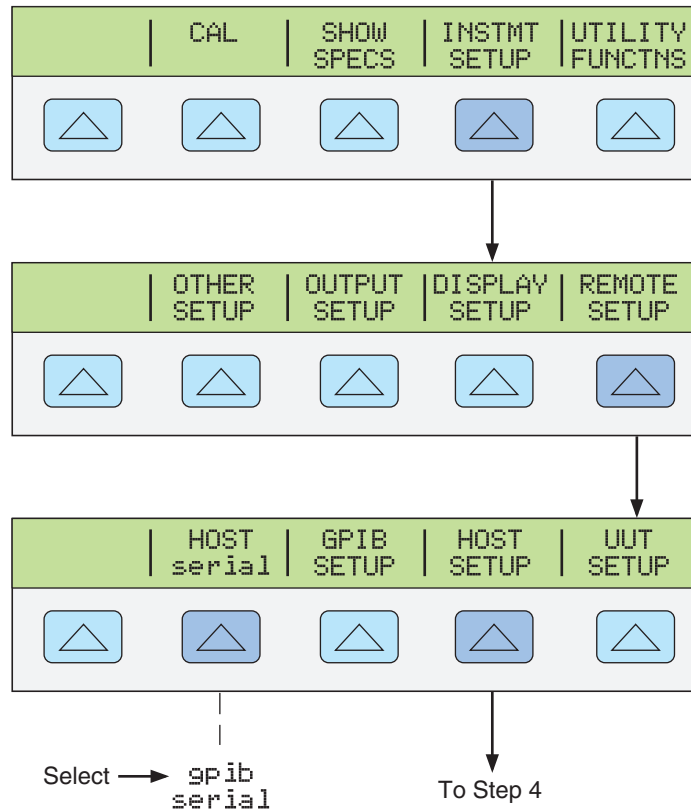 CAL | SHOW SPECS | INSTMT SETUP | UTILITY FUNCTNS
OTHER SETUP | OUTPUT SETUP | DISPLAY SETUP | REMOTE SETUP
HOST serial | GPIB SETUP | HOST SETUP | UUT SETUP
Select gpib
serial
To Step 4